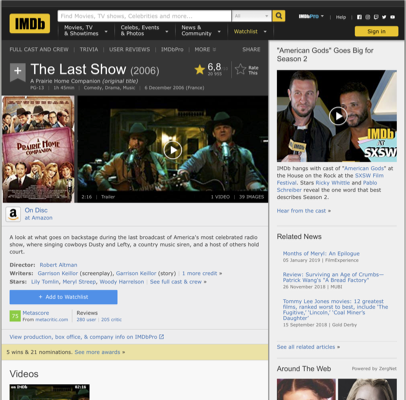 IMDb
Find Movies, TV shows, Celebrities and more...
All
Movies, TV & Showtimes
Celebs, Events & Photos
News & Community
Watchlist
IMDbPro
Help
Sign in
FULL CAST AND CREW | TRIVIA | USER REVIEWS | IMDbPro | MORE
SHARE
The Last Show (2006)
A Prairie Home Companion (original title)
PG-13 | 1h 45min | Comedy, Drama, Music | 6 December 2006 (France)
6,8
Rate This
A PRAIRIE HOME COMPANION
2:16 | Trailer
1 VIDEO | 39 IMAGES
On Disc
at Amazon
A look at what goes on backstage during the last broadcast of America's most celebrated radio show, where singing cowboys Dusty and Lefty, a country music siren, and a host of others hold court.
Director: Robert Altman
Writers: Garrison Keillor (screenplay), Garrison Keillor (story) | 1 more credit »
Stars: Lily Tomlin, Meryl Streep, Woody Harrelson | See full cast & crew »
+ Add to Watchlist
75
Metascore
From metacritic.com
Reviews
280 user | 205 critic
View production, box office, & company info on IMDbPro
5 wins & 21 nominations. See more awards »
Videos
"American Gods" Goes Big for Season 2
IMDb
AT
SXSW
IMDb hangs with cast of "American Gods" at the House on the Rock at the SXSW Film Festival. Stars Ricky Whittle and Pablo Schreiber reveal the one word that best describes Season 2.
Hear from the cast »
Related News
Months of Meryl: An Epilogue
05 January 2019 | FilmExperience
Review: Surviving an Age of Crumbs—Patrick Wang's "A Bread Factory"
26 November 2018 | MUBI
Tommy Lee Jones movies: 12 greatest films, ranked worst to best, include 'The Fugitive,' 'Lincoln,' 'Coal Miner's Daughter'
15 September 2018 | Gold Derby
See all related articles »
Around The Web
Powered by ZergNet